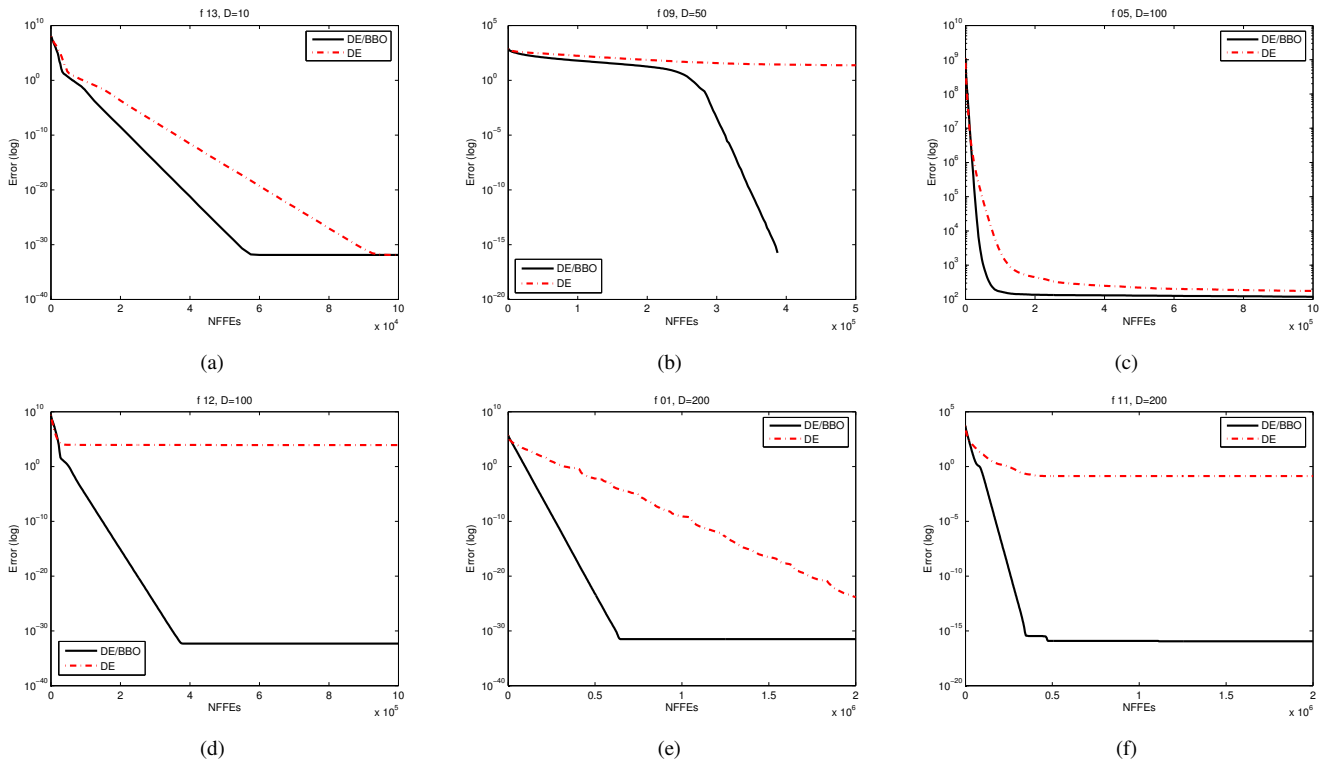 f 13, D=10
10^10
10^0
10^-10
10^-20
10^-30
10^-40
Error (log)
DE/BBO
DE
0
2
4
6
8
10
NFFEs
x 10^4
(a)
f 09, D=50
10^5
10^0
10^-5
10^-10
10^-15
10^-20
Error (log)
DE/BBO
DE
0
1
2
3
4
5
NFFEs
x 10^5
(b)
f 05, D=100
10^10
10^9
10^8
10^7
10^6
10^5
10^4
10^3
10^2
Error (log)
DE/BBO
DE
0
2
4
6
8
10
NFFEs
x 10^5
(c)
f 12, D=100
10^10
10^0
10^-10
10^-20
10^-30
10^-40
Error (log)
DE/BBO
DE
0
2
4
6
8
10
NFFEs
x 10^5
(d)
f 01, D=200
10^10
10^0
10^-10
10^-20
10^-30
10^-40
Error (log)
DE/BBO
DE
0
0.5
1
1.5
2
NFFEs
x 10^6
(e)
f 11, D=200
10^5
10^0
10^-5
10^-10
10^-15
10^-20
Error (log)
DE/BBO
DE
0
0.5
1
1.5
2
NFFEs
x 10^6
(f)